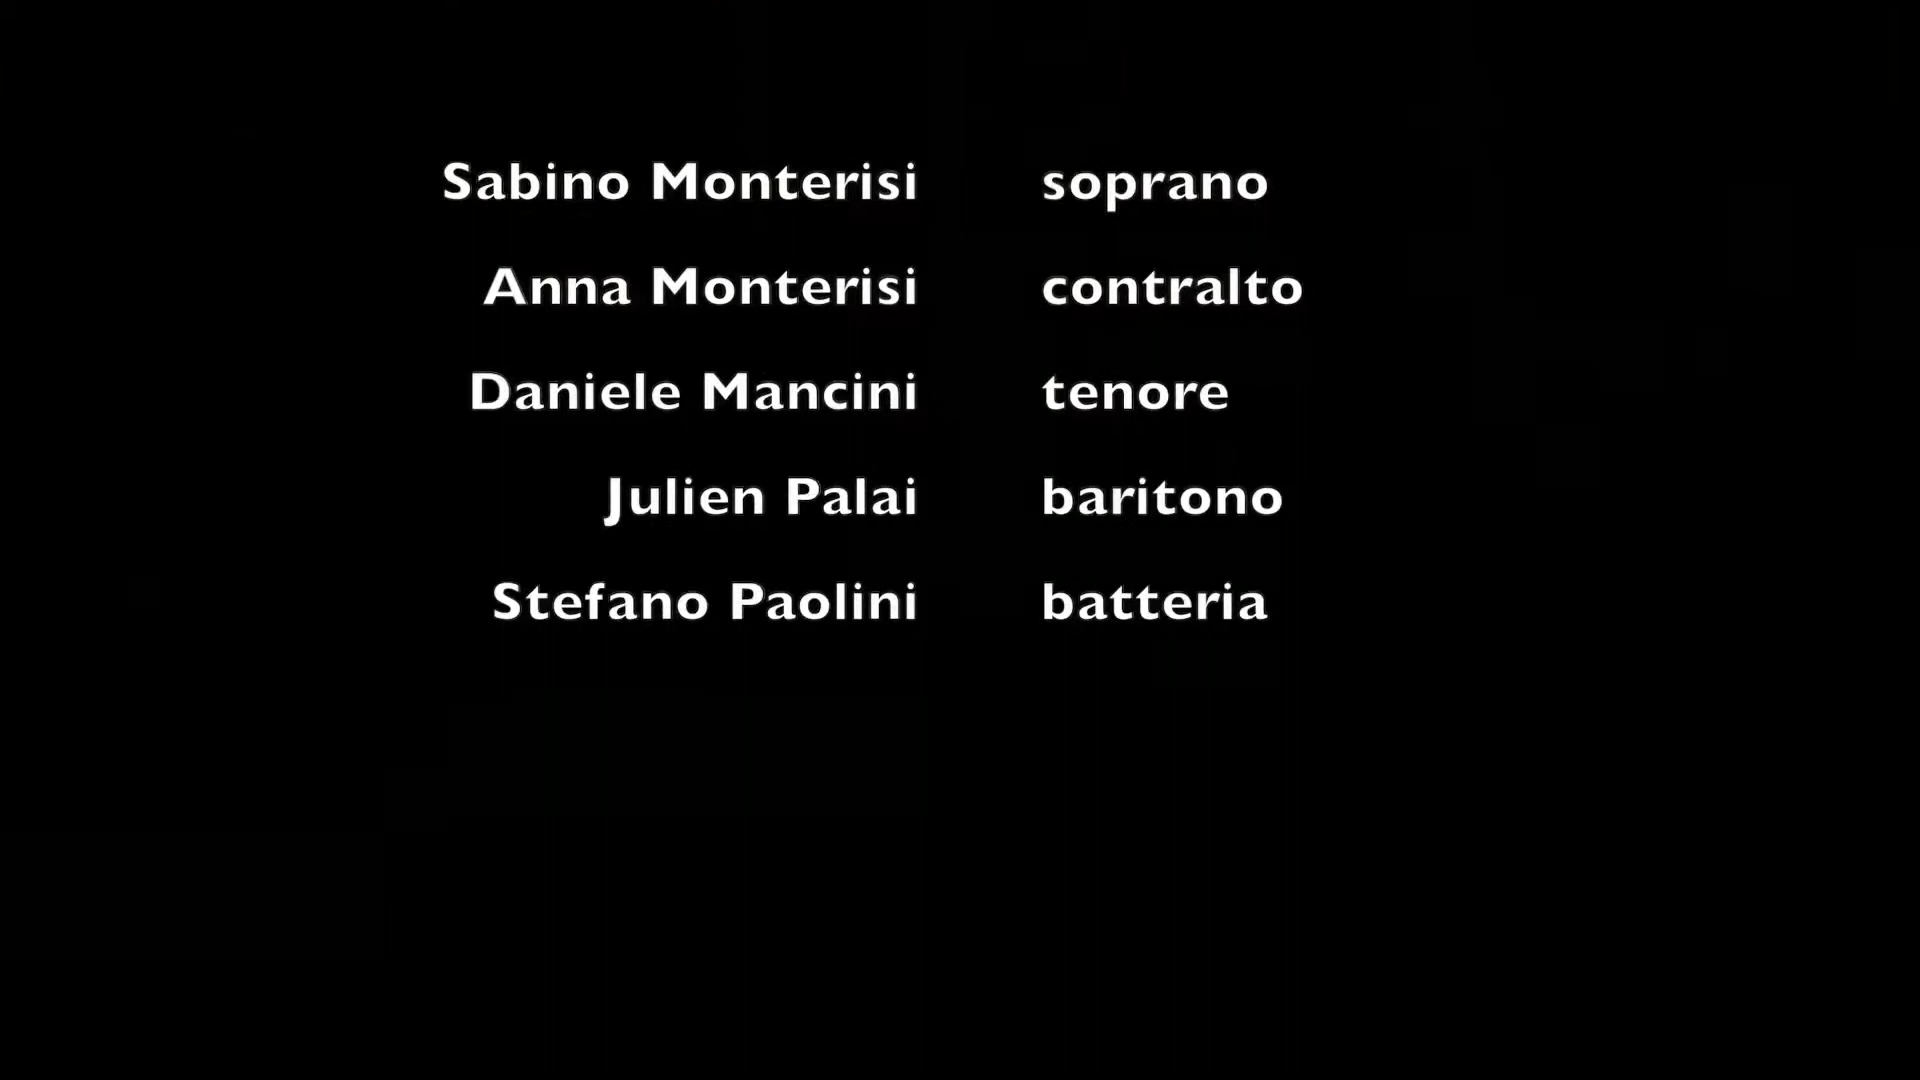 Sabino Monterisi soprano
Anna Monterisi contralto
Daniele Mancini tenore
Julien Palai baritono
Stefano Paolini batteria